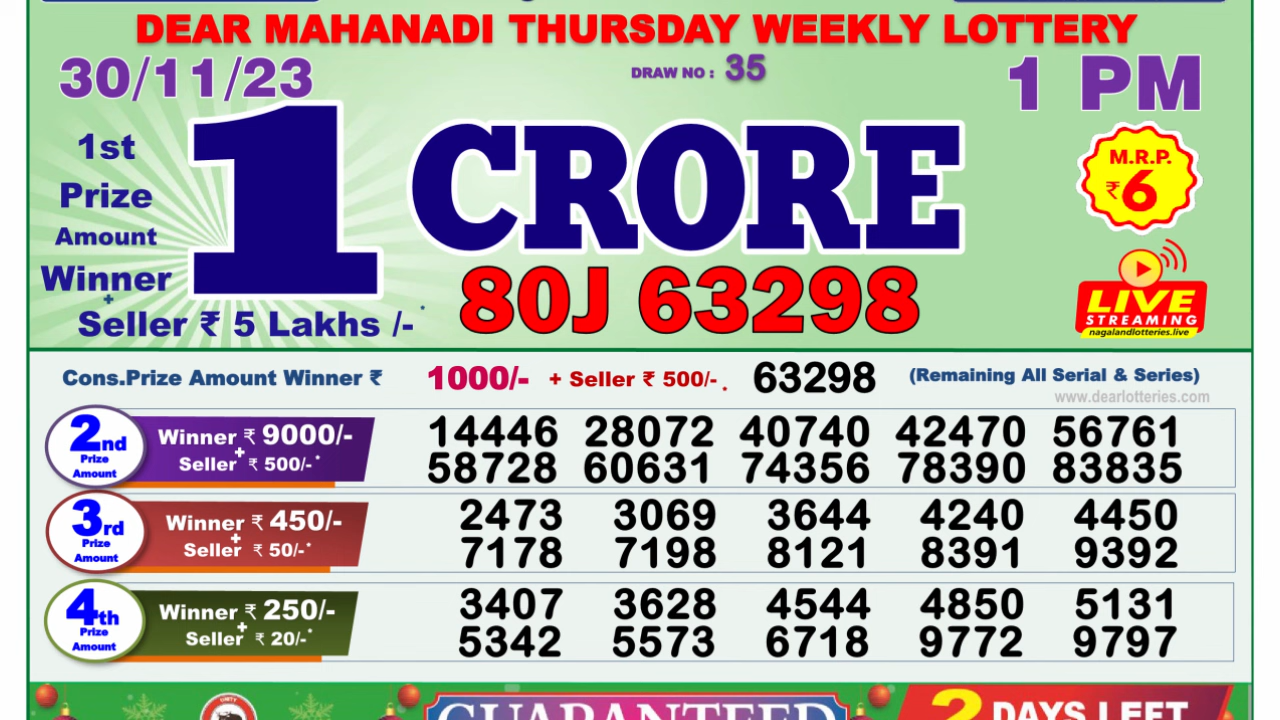 DEAR MAHANADI THURSDAY WEEKLY LOTTERY
30/11/23
DRAW NO : 35
1 PM
1st
Prize
Amount
Winner
+
Seller ₹ 5 Lakhs /- *
1 CRORE
80J 63298
M.R.P.
₹6
LIVE
STREAMING
nagalandlotteries.live
Cons.Prize Amount Winner ₹ 1000/- + Seller ₹ 500/- . 63298 (Remaining All Serial & Series)
www.dearlotteries.com
2nd
Prize
Amount
Winner ₹ 9000/-
+
Seller ₹ 500/-*
14446 28072 40740 42470 56761
58728 60631 74356 78390 83835
3rd
Prize
Amount
Winner ₹ 450/-
+
Seller ₹ 50/-*
2473 3069 3644 4240 4450
7178 7198 8121 8391 9392
4th
Prize
Amount
Winner ₹ 250/-
+
Seller ₹ 20/-*
3407 3628 4544 4850 5131
5342 5573 6718 9772 9797
GUARANTEED
2 DAYS LEFT